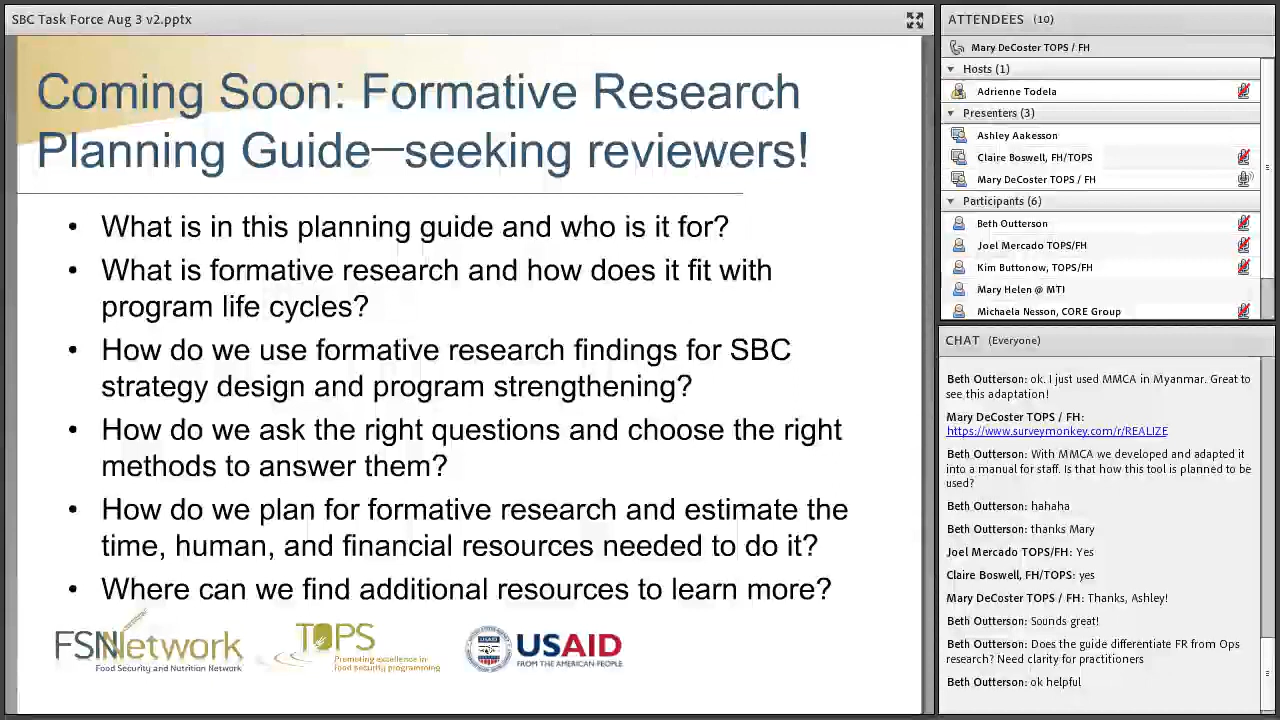 SBC Task Force Aug 3 v2.pptx
Coming Soon: Formative Research
Planning Guide—seeking reviewers!
• What is in this planning guide and who is it for?
• What is formative research and how does it fit with
program life cycles?
• How do we use formative research findings for SBC
strategy design and program strengthening?
• How do we ask the right questions and choose the right
methods to answer them?
• How do we plan for formative research and estimate the
time, human, and financial resources needed to do it?
• Where can we find additional resources to learn more?
FSNNetwork
Food Security and Nutrition Network
TOPS
Promoting excellence in
food security programming
USAID
FROM THE AMERICAN PEOPLE
ATTENDEES (10)
Mary DeCoster TOPS / FH
Hosts (1)
Adrienne Todela
Presenters (3)
Ashley Aakesson
Claire Boswell, FH/TOPS
Mary DeCoster TOPS / FH
Participants (6)
Beth Outterson
Joel Mercado TOPS/FH
Kim Buttonow, TOPS/FH
Mary Helen @ MTI
Michaela Nesson, CORE Group
CHAT (Everyone)
Beth Outterson: ok. I just used MMCA in Myanmar. Great to
see this adaptation!
Mary DeCoster TOPS / FH:
https://www.surveymonkey.com/r/REALIZE
Beth Outterson: With MMCA we developed and adapted it
into a manual for staff. Is that how this tool is planned to be
used?
Beth Outterson: hahaha
Beth Outterson: thanks Mary
Joel Mercado TOPS/FH: Yes
Claire Boswell, FH/TOPS: yes
Mary DeCoster TOPS / FH: Thanks, Ashley!
Beth Outterson: Sounds great!
Beth Outterson: Does the guide differentiate FR from Ops
research? Need clarity for practitioners
Beth Outterson: ok helpful